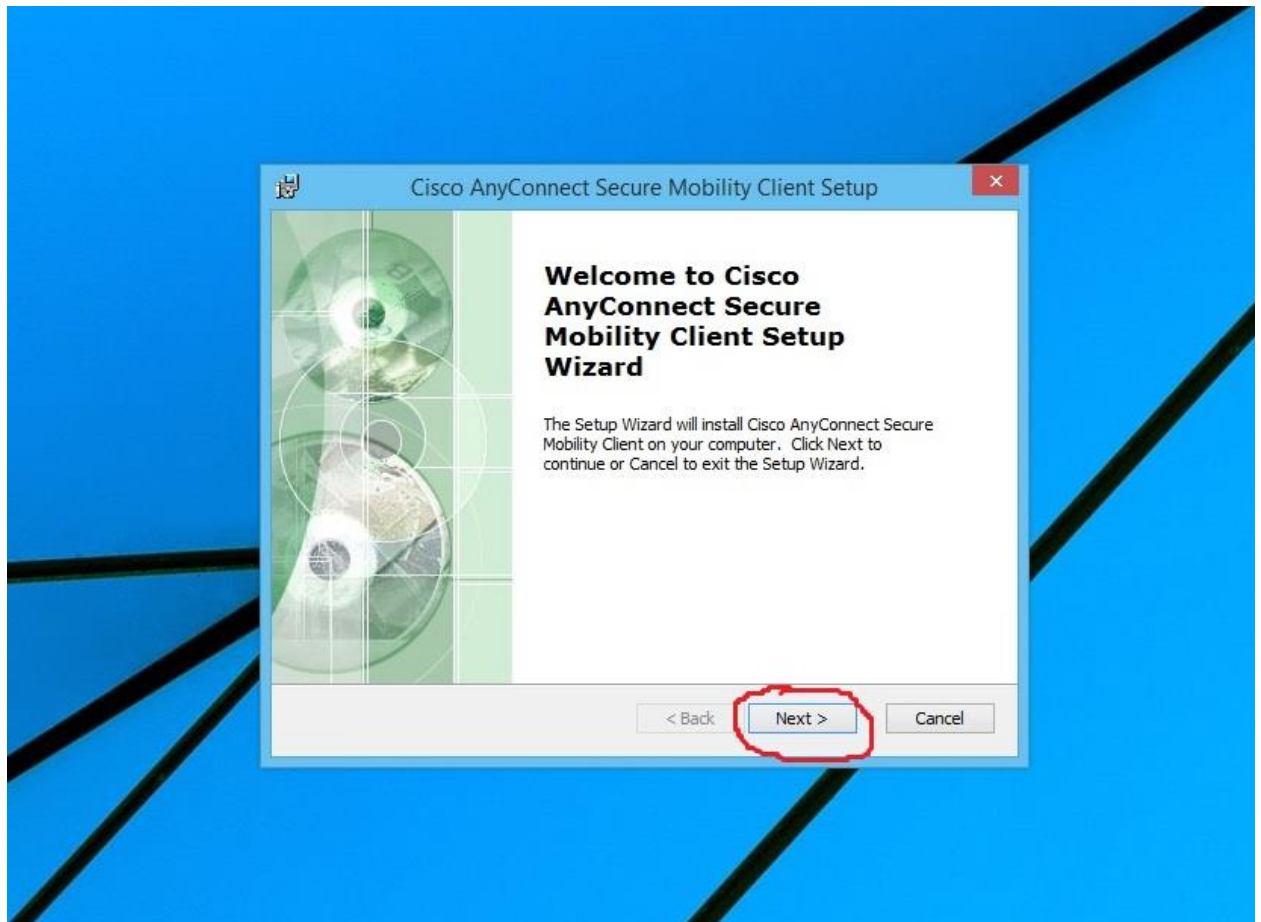 Cisco AnyConnect Secure Mobility Client Setup
Welcome to Cisco
AnyConnect Secure
Mobility Client Setup
Wizard
The Setup Wizard will install Cisco AnyConnect Secure
Mobility Client on your computer. Click Next to
continue or Cancel to exit the Setup Wizard.
< Back Next > Cancel